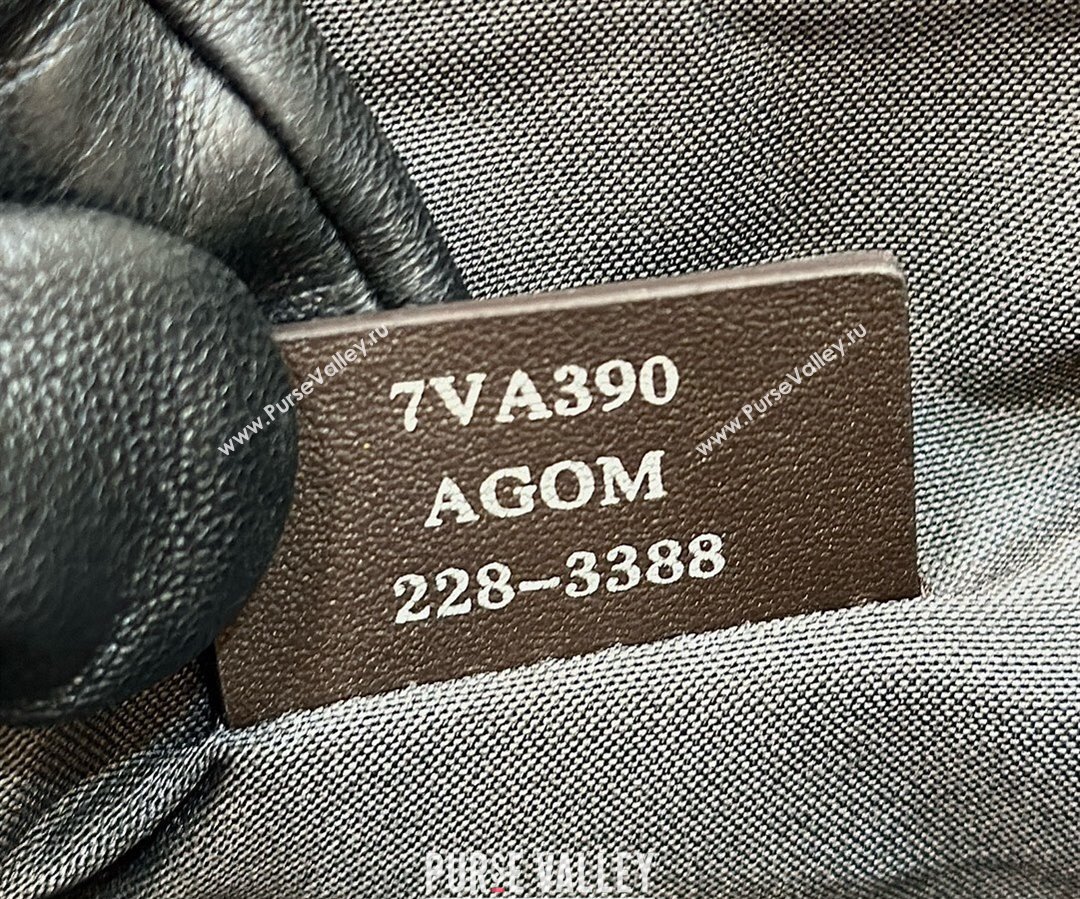 7VA390
AGOM
228-3388
www.PurseValley.ru
www.PurseValley.ru
PURSE VALLEY